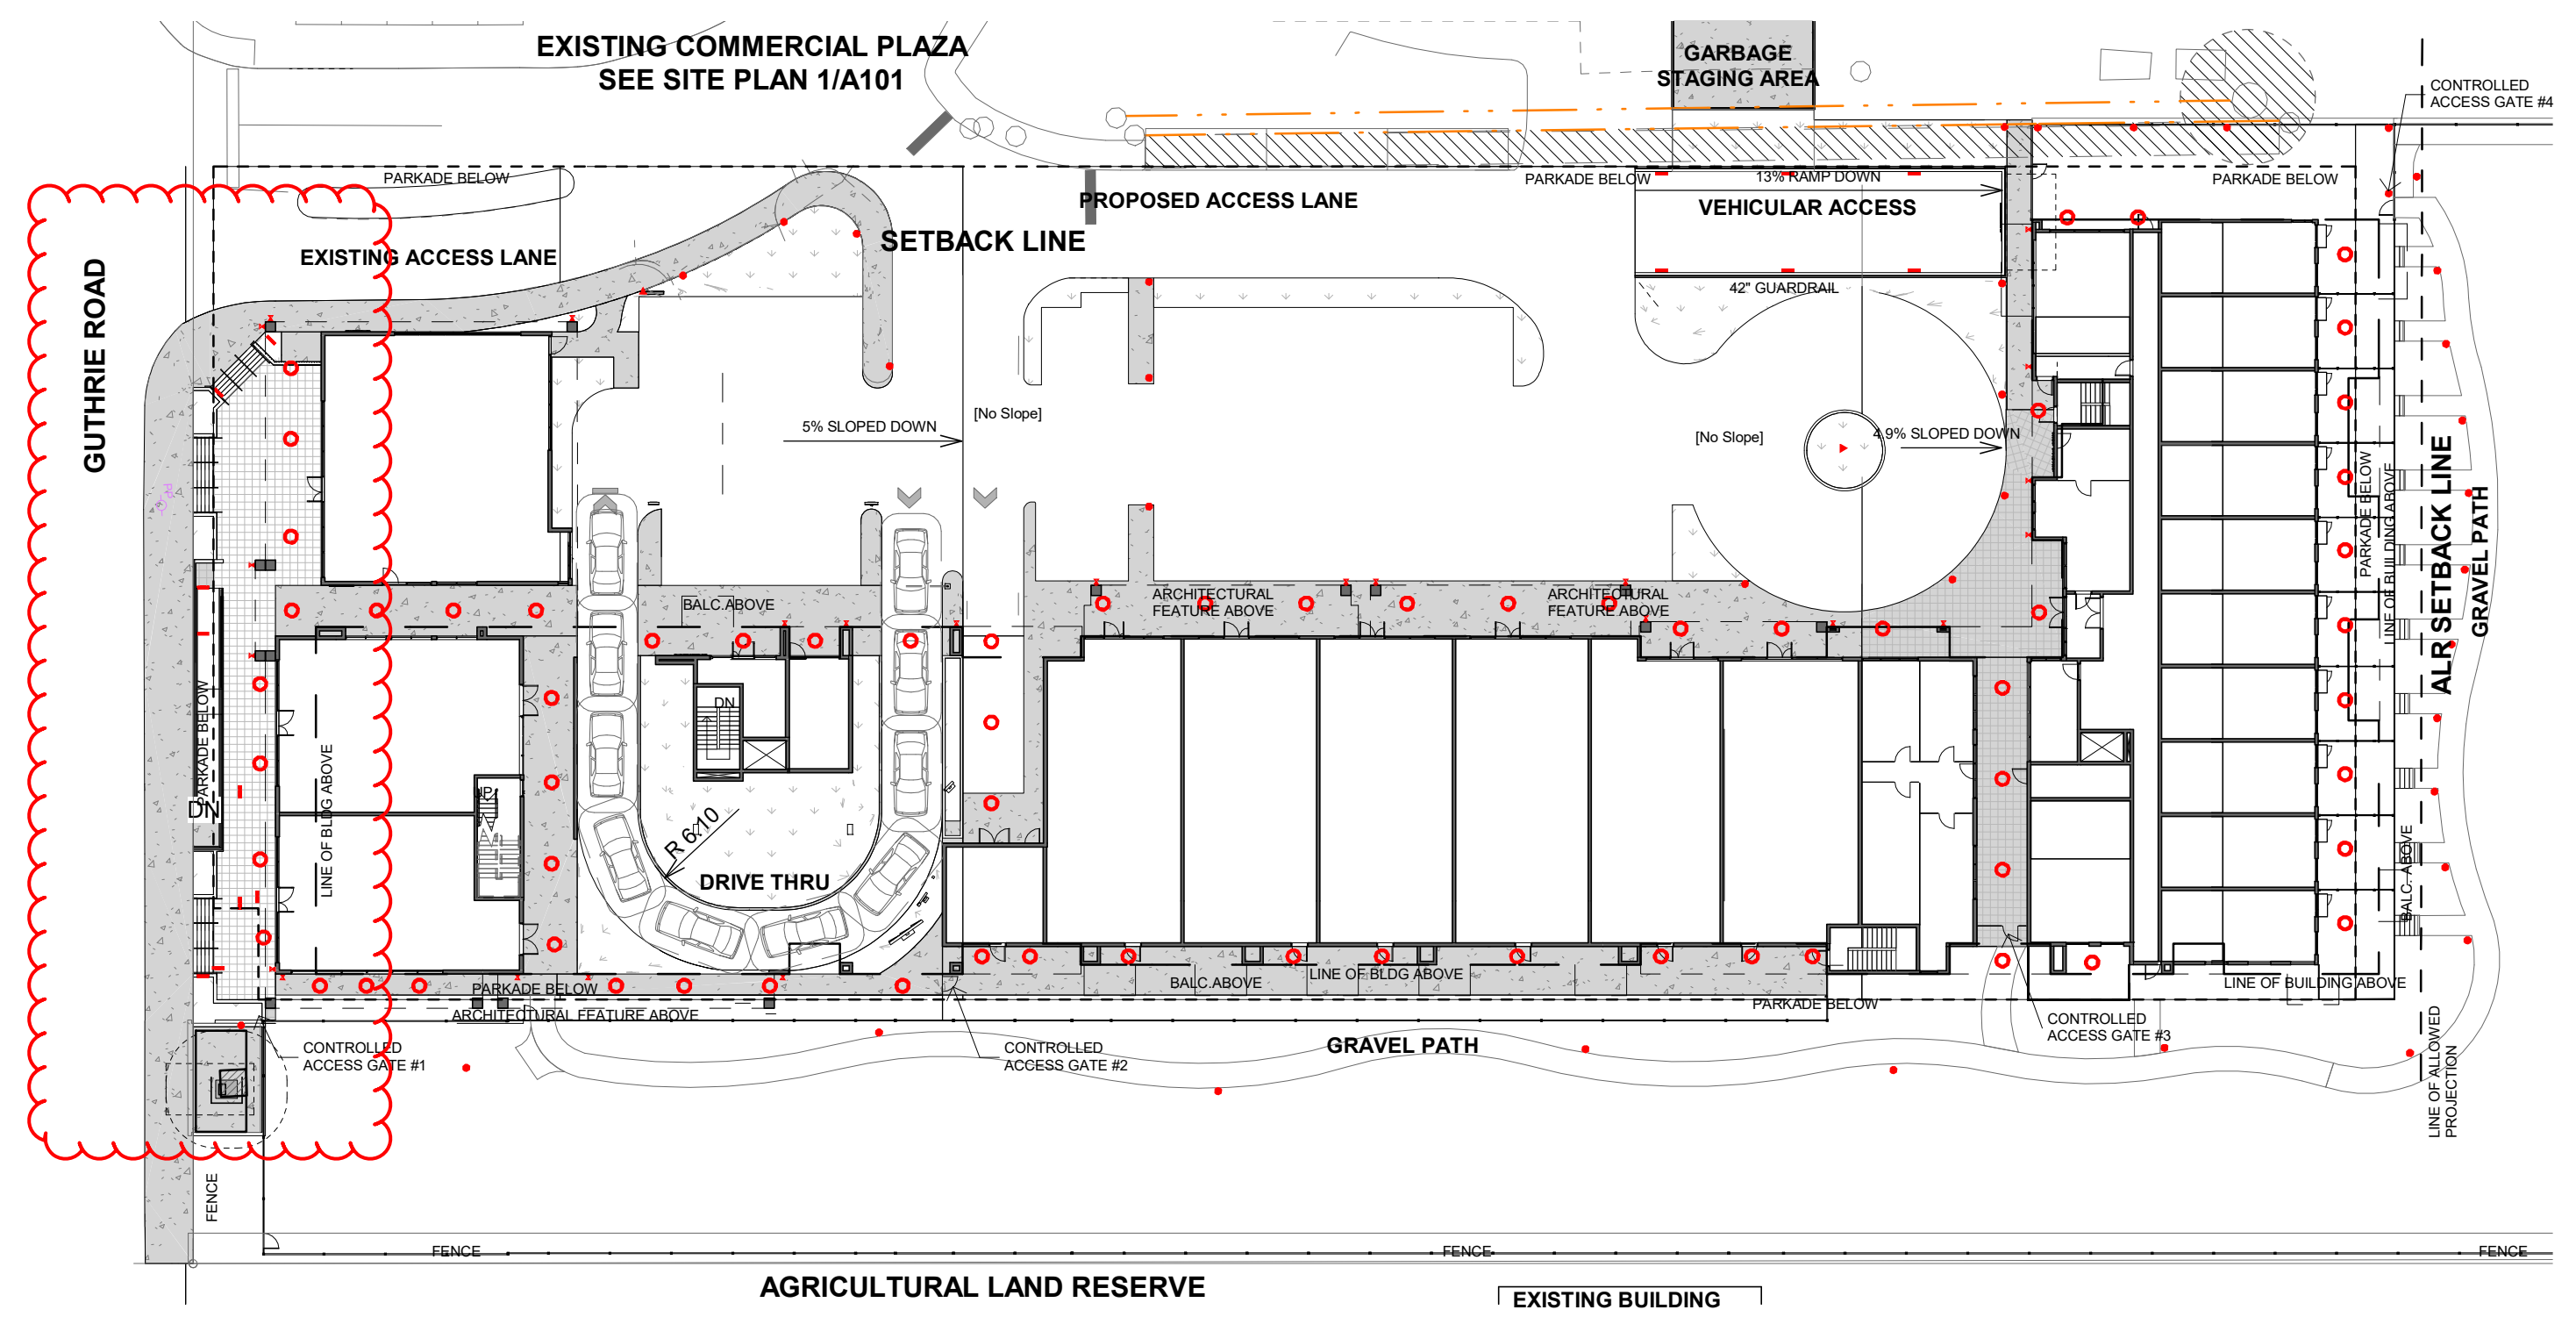 EXISTING COMMERCIAL PLAZA
SEE SITE PLAN 1/A101
GARBAGE
STAGING AREA
CONTROLLED
ACCESS GATE #4
PARKADE BELOW
PARKADE BELOW
13% RAMP DOWN
PARKADE BELOW
PROPOSED ACCESS LANE
VEHICULAR ACCESS
SETBACK LINE
EXISTING ACCESS LANE
GUTHRIE ROAD
42" GUARDRAIL
[No Slope]
5% SLOPED DOWN
[No Slope]
4.9% SLOPED DOWN
PARKADE BELOW
LINE OF BUILDING ABOVE
ALR SETBACK LINE
GRAVEL PATH
BALC.ABOVE
ARCHITECTURAL
FEATURE ABOVE
ARCHITECTURAL
FEATURE ABOVE
PARKADE BELOW
DN
LINE OF BLDG ABOVE
UP
DN
R 6.10
DRIVE THRU
BALC. ABOVE
PARKADE BELOW
ARCHITECTURAL FEATURE ABOVE
BALC.ABOVE
LINE OF BLDG ABOVE
PARKADE BELOW
LINE OF BUILDING ABOVE
CONTROLLED
ACCESS GATE #1
CONTROLLED
ACCESS GATE #2
GRAVEL PATH
CONTROLLED
ACCESS GATE #3
LINE OF ALLOWED
PROJECTION
FENCE
FENCE
FENCE
FENCE
AGRICULTURAL LAND RESERVE
EXISTING BUILDING